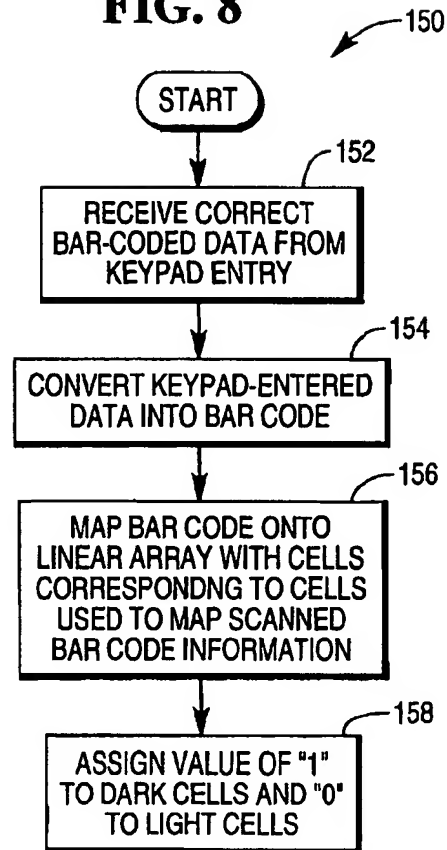 FIG. 8
150
START
152
RECEIVE CORRECT
BAR-CODED DATA FROM
KEYPAD ENTRY
154
CONVERT KEYPAD-ENTERED
DATA INTO BAR CODE
156
MAP BAR CODE ONTO
LINEAR ARRAY WITH CELLS
CORRESPONDNG TO CELLS
USED TO MAP SCANNED
BAR CODE INFORMATION
158
ASSIGN VALUE OF "1"
TO DARK CELLS AND "0"
TO LIGHT CELLS